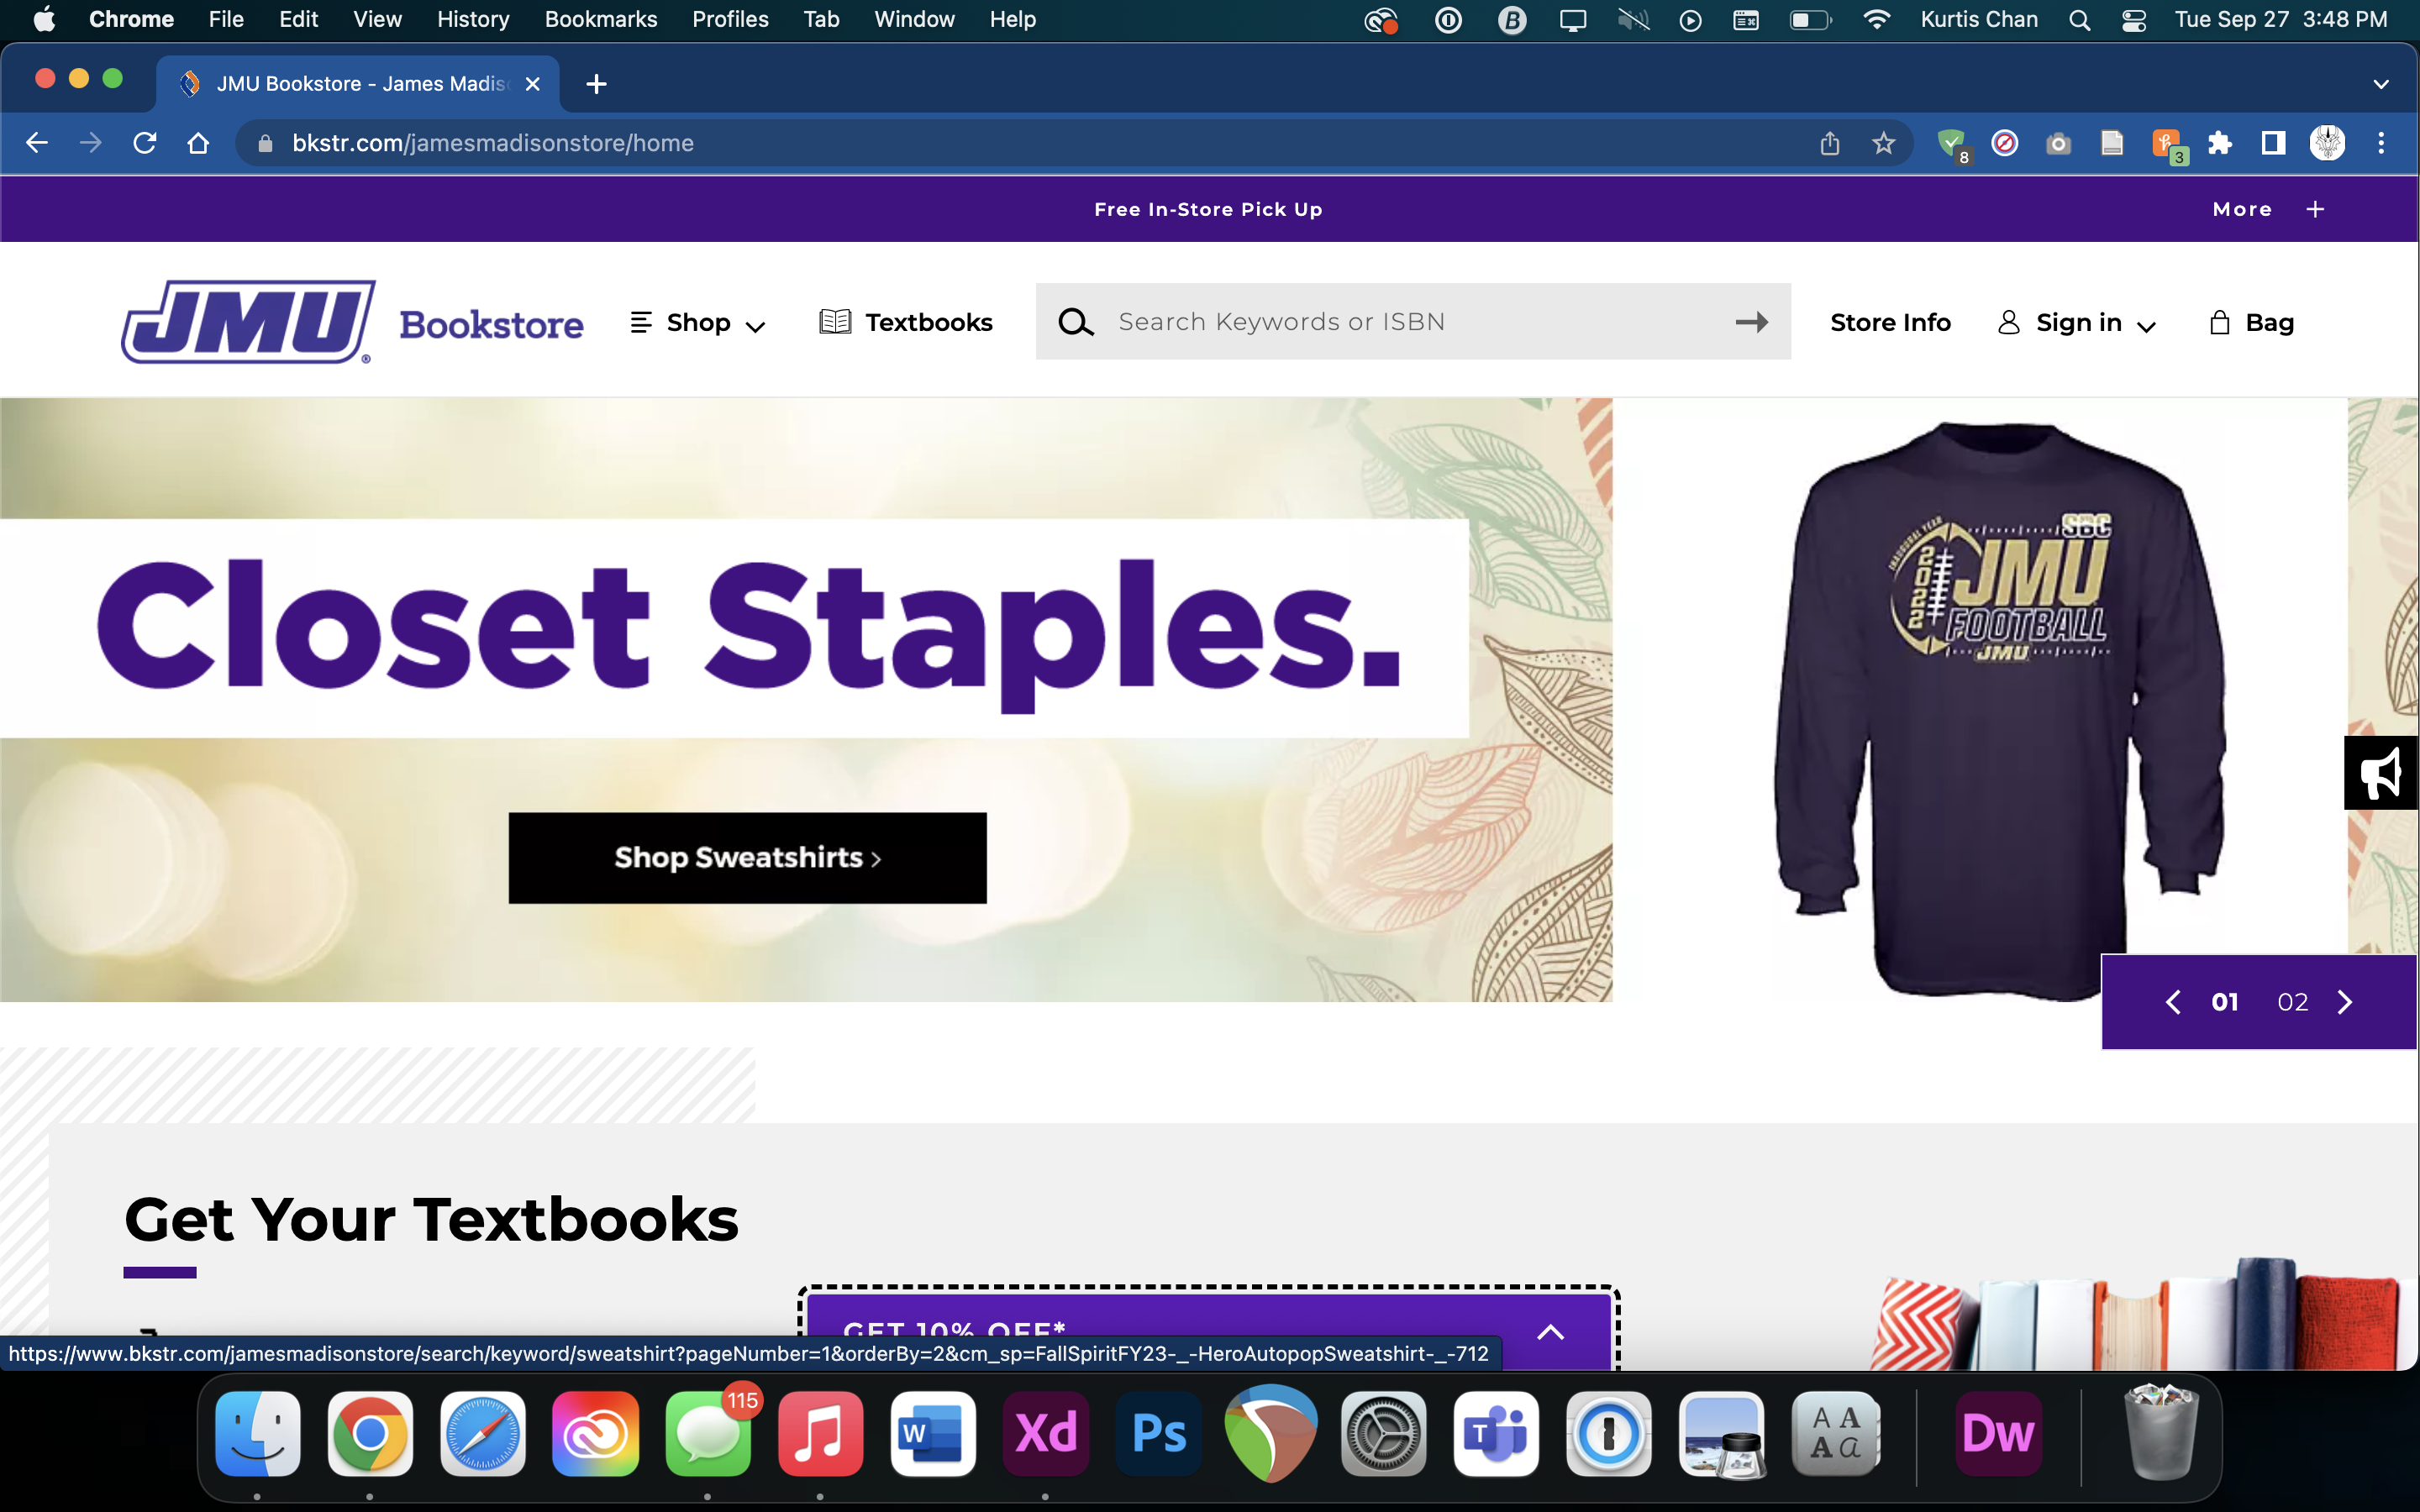 Chrome File Edit View History Bookmarks Profiles Tab Window Help Kurtis Chan Tue Sep 27 3:48 PM
JMU Bookstore - James Madis
bkstr.com/jamesmadisonstore/home 8 3
Free In-Store Pick Up More +
JMU Bookstore Shop Textbooks Search Keywords or ISBN Store Info Sign in Bag
Closet Staples.
Shop Sweatshirts >
INAUGURAL YEAR
SBC
2022
JMU
FOOTBALL
JMU
01 02
Get Your Textbooks
GET 10% OFF*
https://www.bkstr.com/jamesmadisonstore/search/keyword/sweatshirt?pageNumber=1&orderBy=2&cm_sp=FallSpiritFY23-_-HeroAutopopSweatshirt-_-712
115
W Xd Ps T A A A a Dw